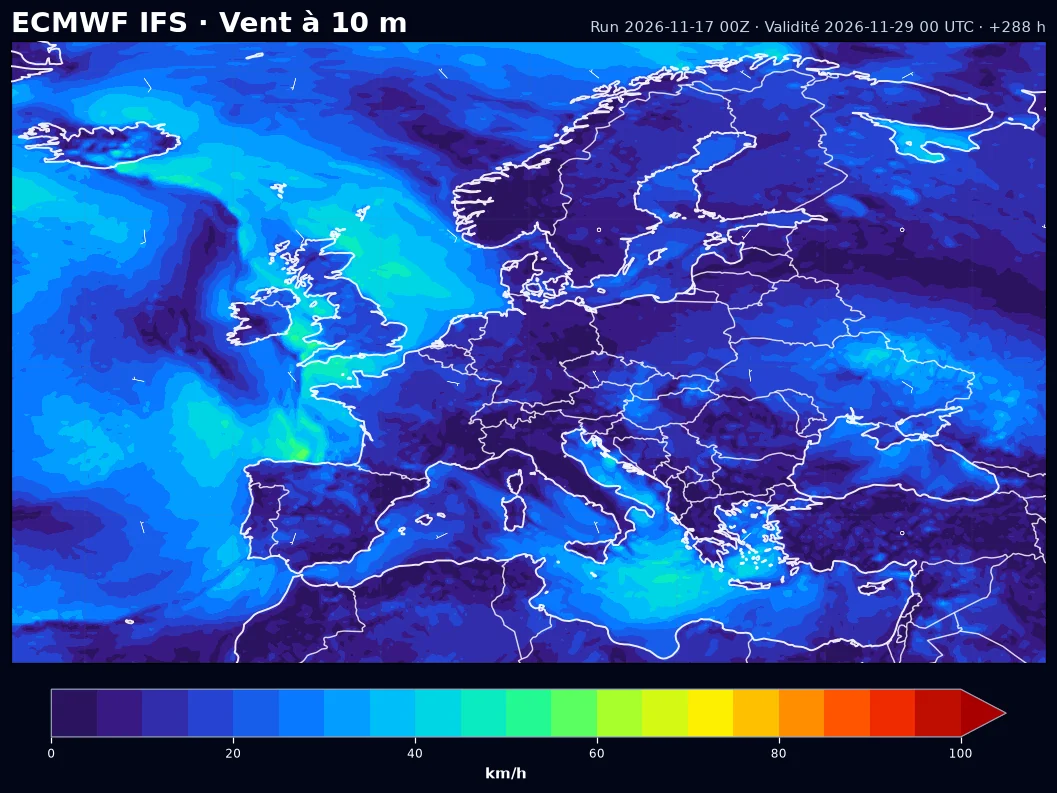 ECMWF IFS · Vent à 10 m
Run 2026-11-17 00Z · Validité 2026-11-29 00 UTC · +288 h
0 20 40 60 80 100
km/h